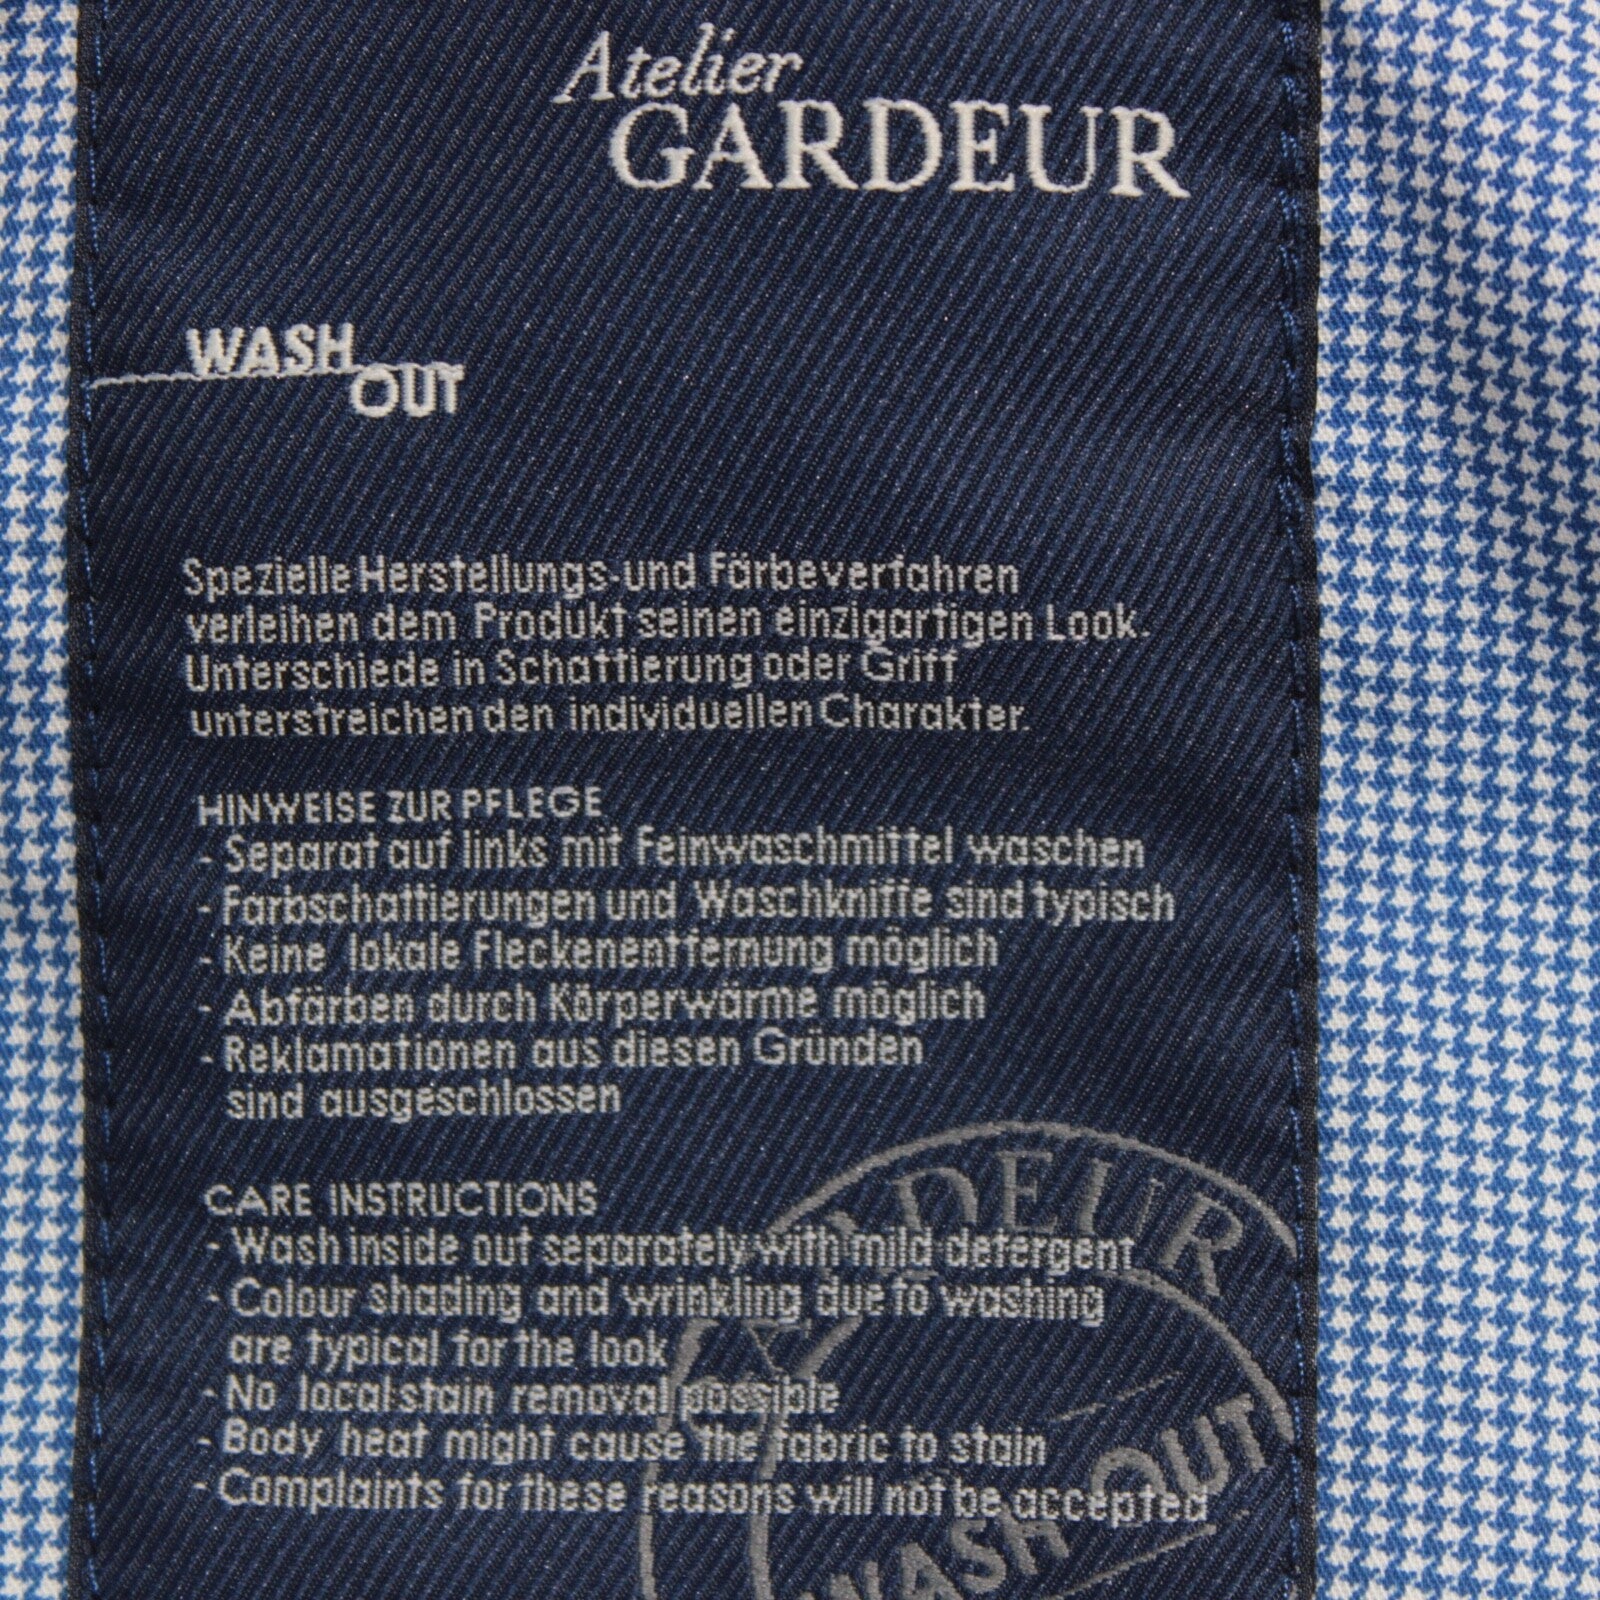 Atelier
GARDEUR
WASH
OUT
Spezielle Herstellungs-und Färbeverfahren
verleihen dem Produkt seinen einzigartigen Look.
Unterschiede in Schattierung oder Griff
unterstreichen den individuellen Charakter.
HINWEISE ZUR PFLEGE
- Separat auf links mit Feinwaschmittel waschen
- Farbschattierungen und Waschkniffe sind typisch
- Keine lokale Fleckenentfernung möglich
- Abfärben durch Körperwärme möglich
- Reklamationen aus diesen Gründen
sind ausgeschlossen
CARE INSTRUCTIONS
- Wash inside out separately with mild detergent
- Colour shading and wrinkling due to washing
are typical for the look
- No local stain removal possible
- Body heat might cause the fabric to stain
- Complaints for these reasons will not be accepted
DEUR
WASH OUT